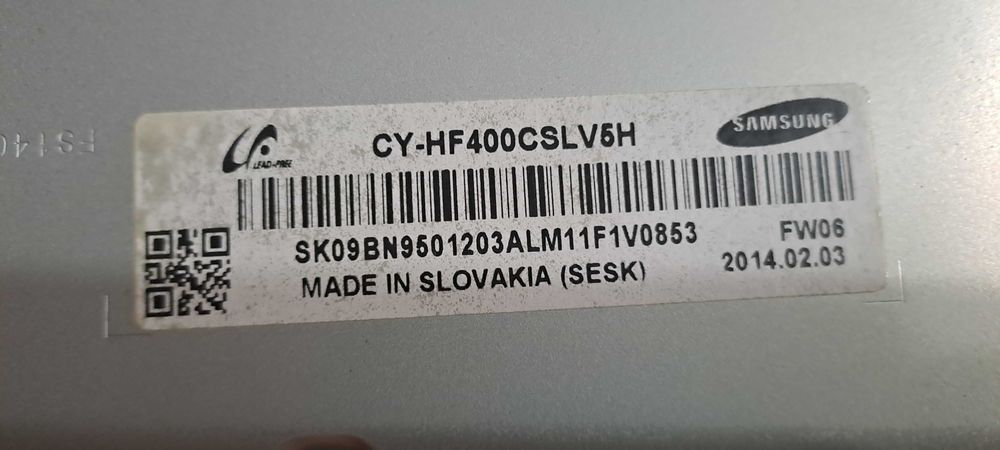 CY-HF400CSLV5H
SAMSUNG
LEAD-FREE
SK09BN9501203ALM11F1V0853
FW06
MADE IN SLOVAKIA (SESK)
2014.02.03